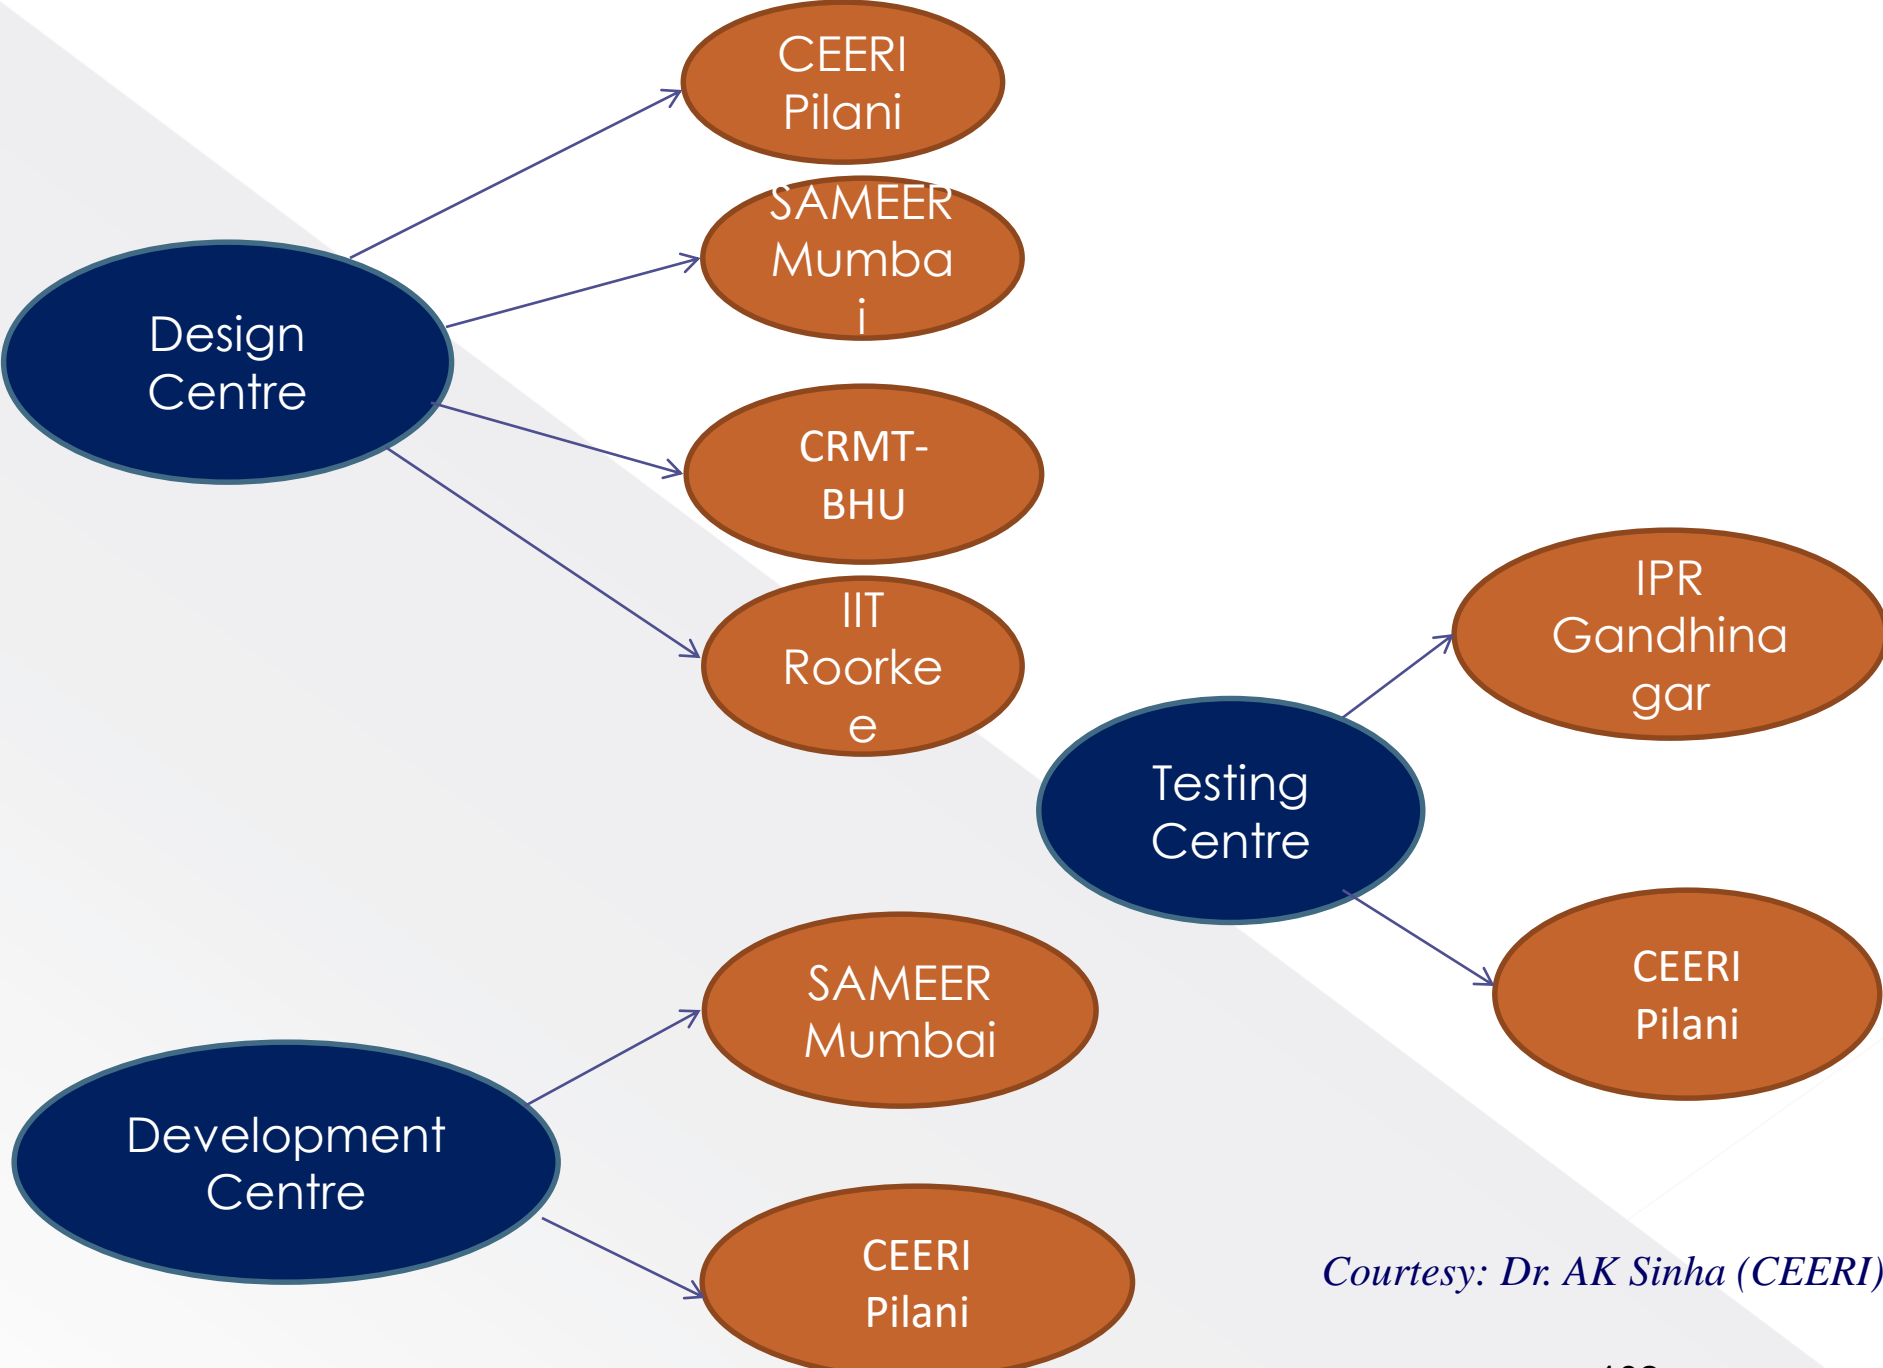 CEERI
Pilani
SAMEER
Mumba
i
Design
Centre
CRMT-
BHU
IIT
Roorke
e
IPR
Gandhina
gar
Testing
Centre
CEERI
Pilani
SAMEER
Mumbai
Development
Centre
CEERI
Pilani
Courtesy: Dr. AK Sinha (CEERI)